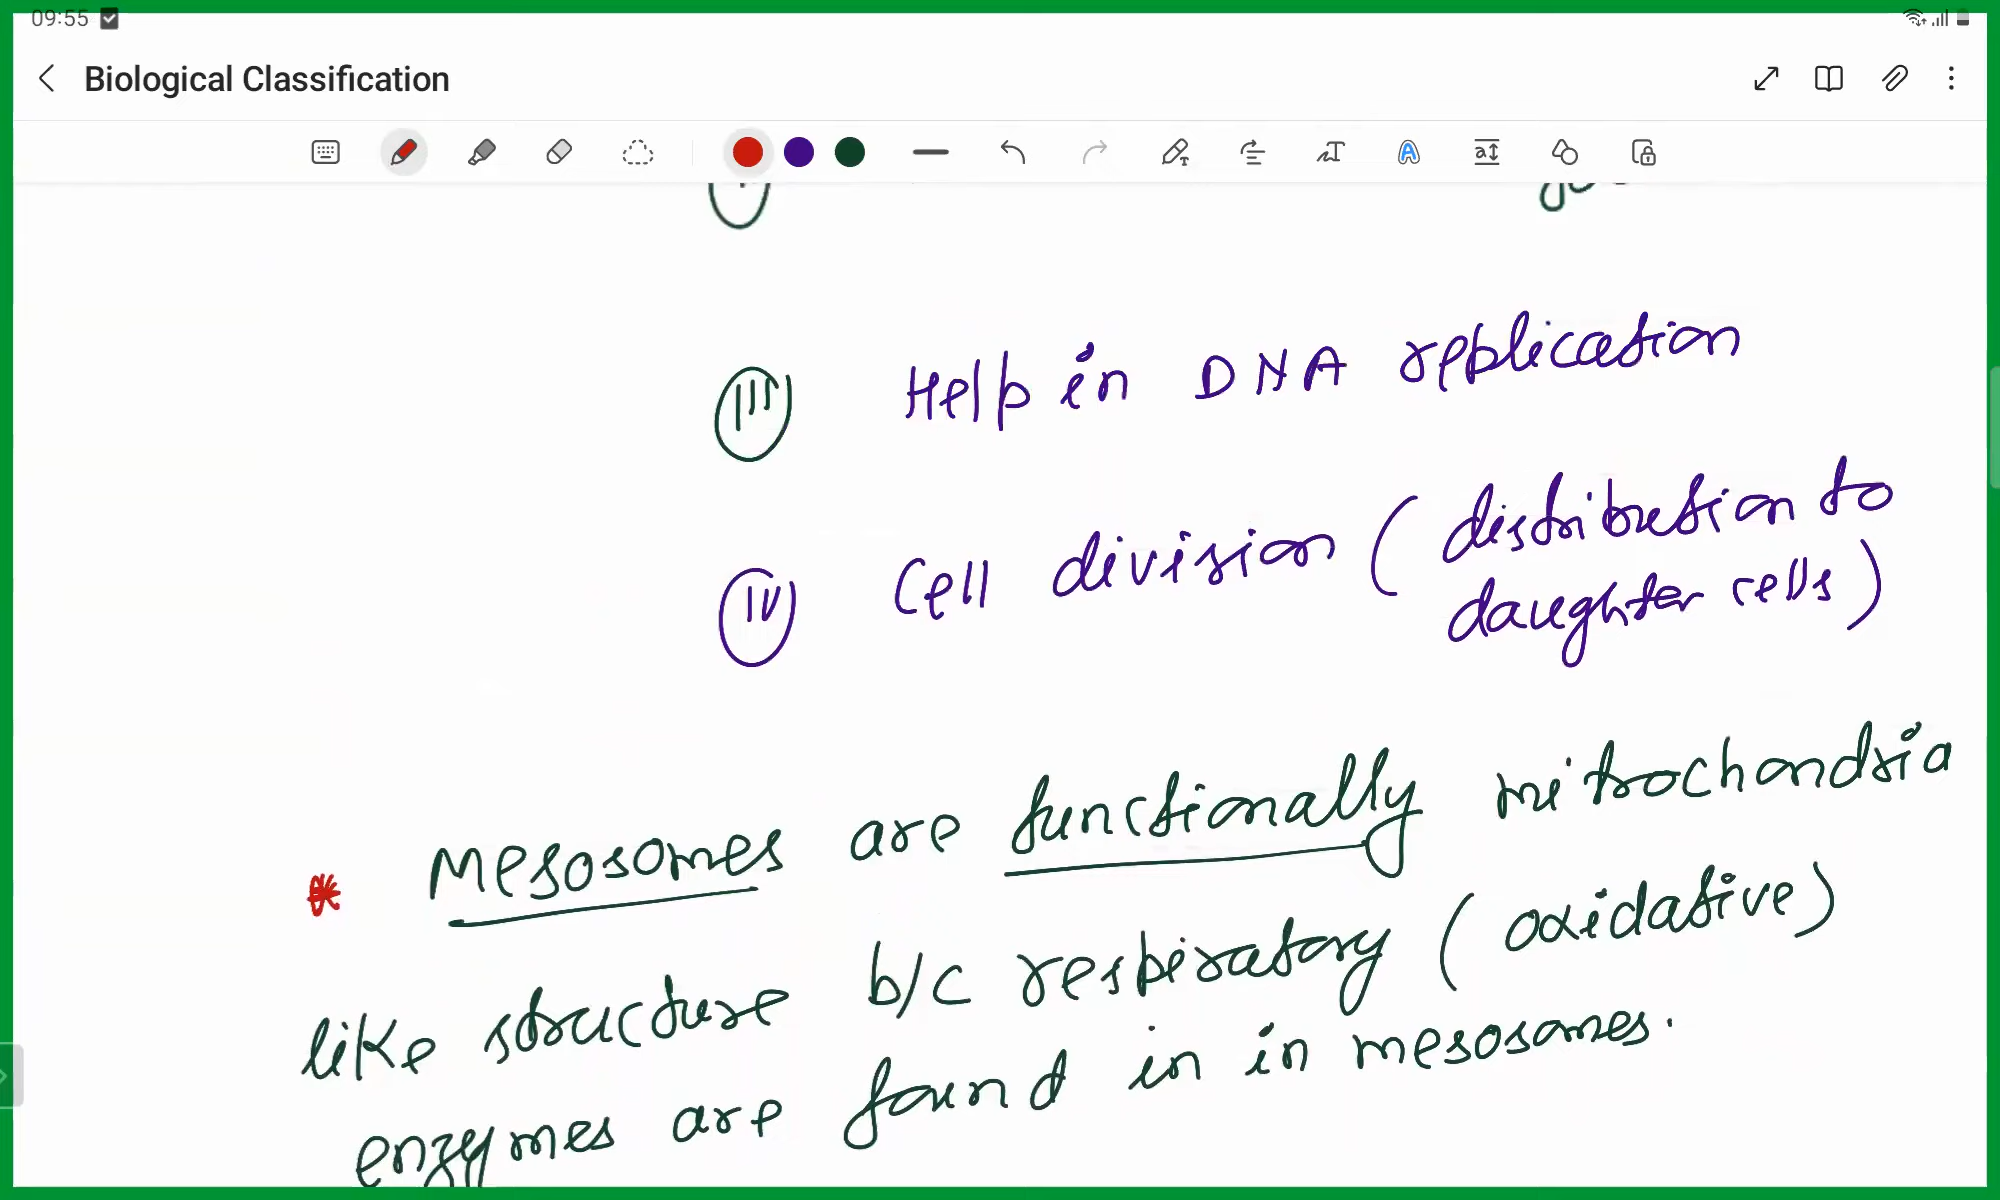 09:55
Biological Classification
III Help in DNA replication
IV Cell division (distribution to
daughter cells)
* Mesosomes are functionally mitochondria
like structure b/c respiratory (oxidative)
enzymes are found in in mesosomes.